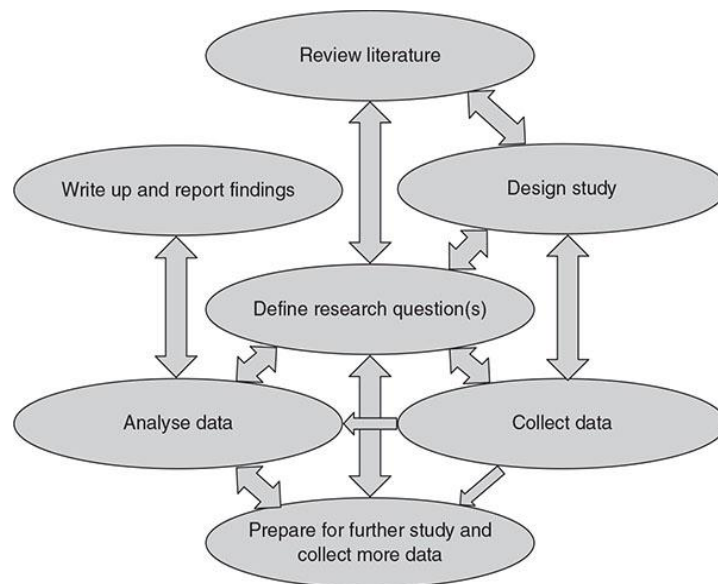 Review literature
Write up and report findings
Design study
Define research question(s)
Analyse data
Collect data
Prepare for further study and
collect more data